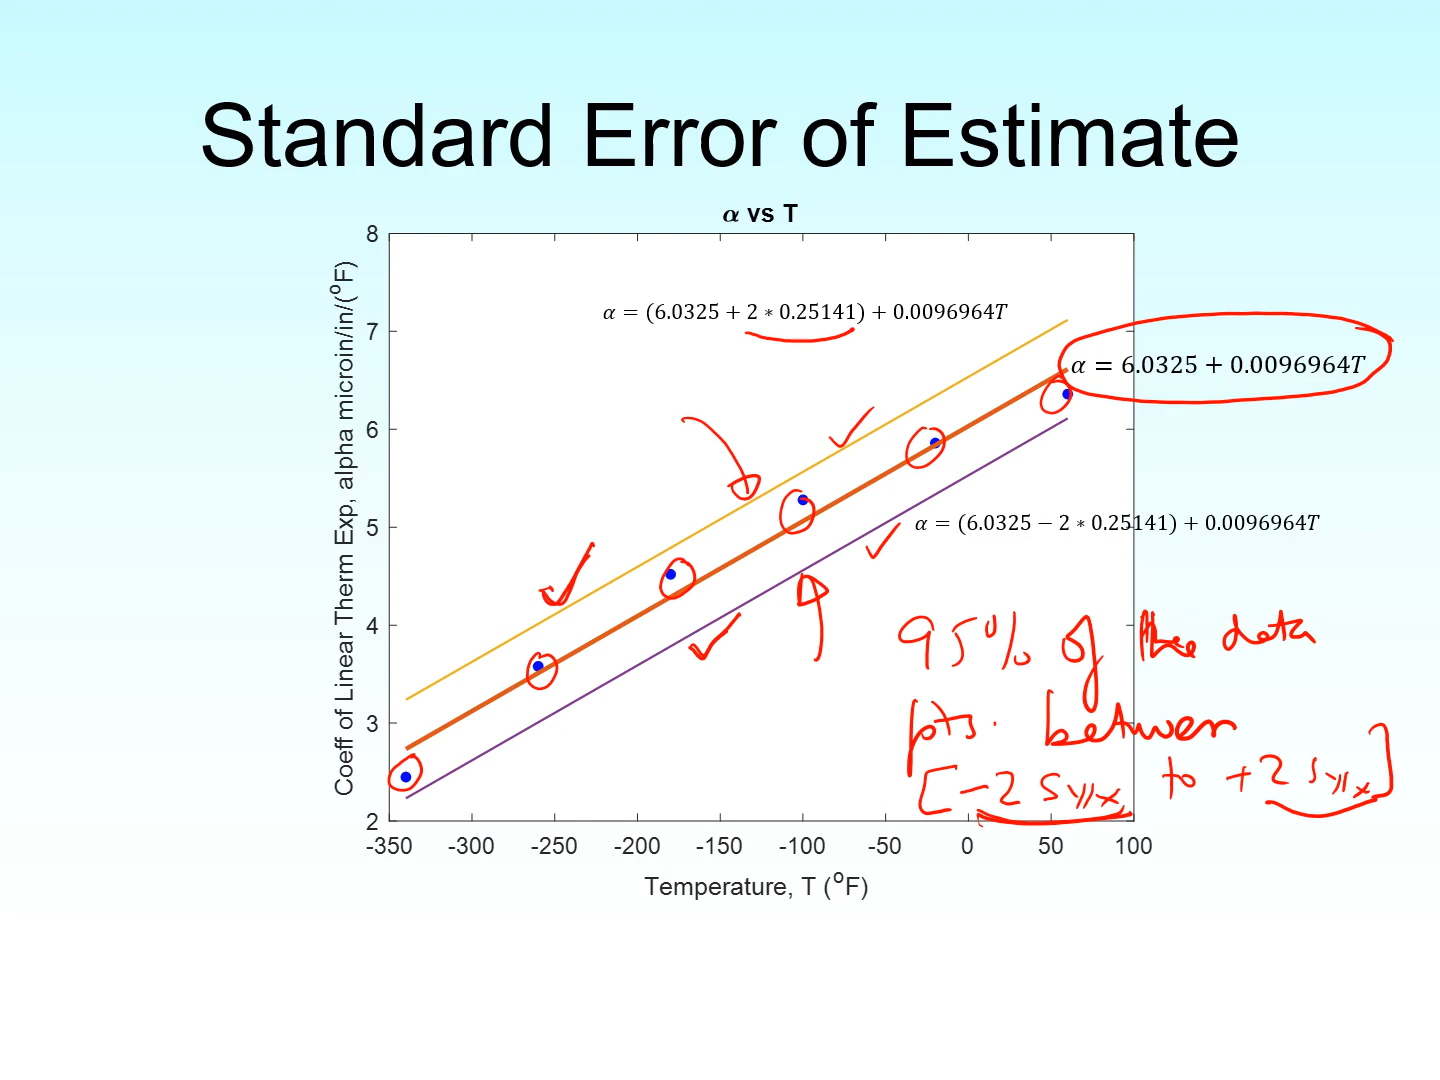 Standard Error of Estimate
α vs T
8
α = (6.0325 + 2 ∗ 0.25141) + 0.0096964T
7
α = 6.0325 + 0.0096964T
6
5
α = (6.0325 − 2 ∗ 0.25141) + 0.0096964T
4
95% of the data
pts. between
[-2 Sy/x to +2 Sy/x]
3
2
Coeff of Linear Therm Exp, alpha microin/in/(°F)
-350 -300 -250 -200 -150 -100 -50 0 50 100
Temperature, T (°F)